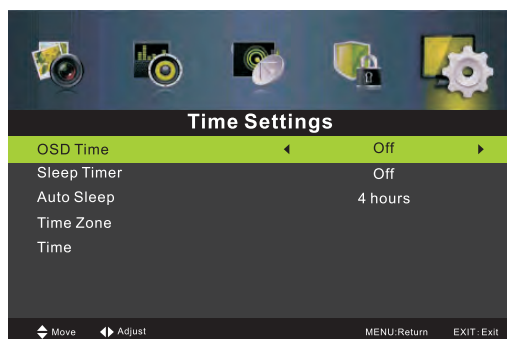 Time Settings
OSD Time Off
Sleep Timer Off
Auto Sleep 4 hours
Time Zone
Time
Move Adjust MENU:Return EXIT:Exit